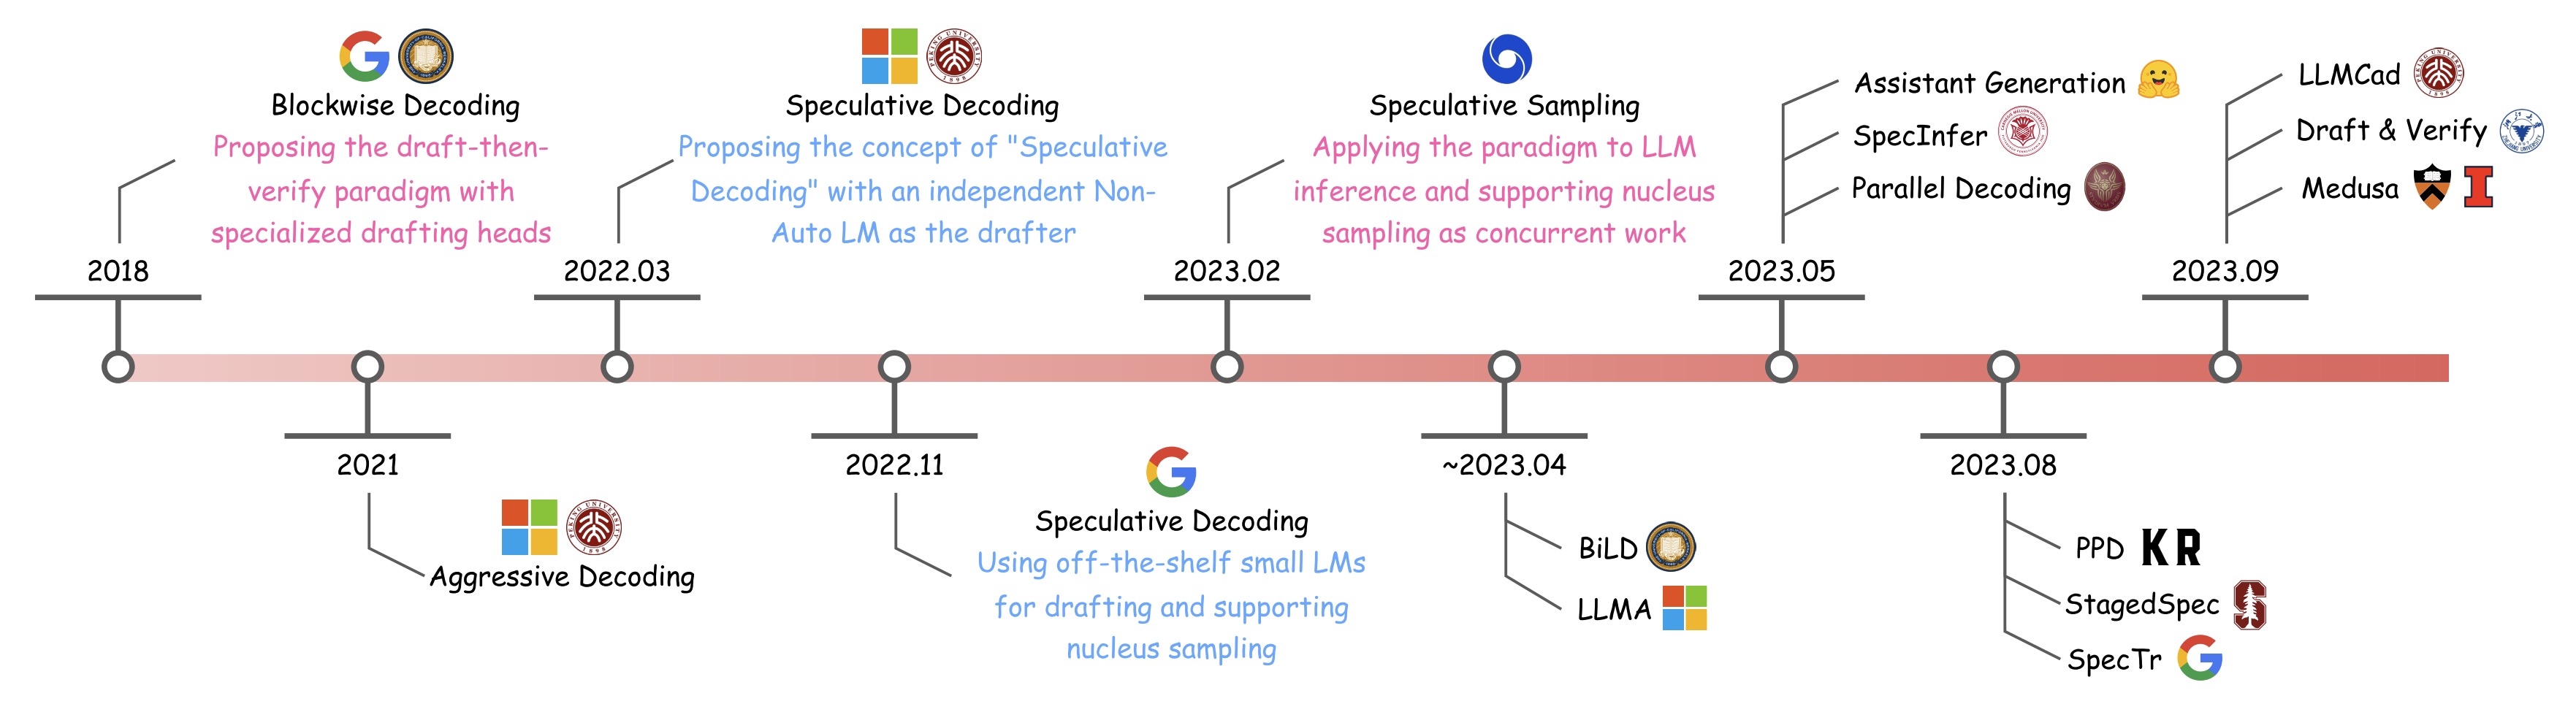 Blockwise Decoding
Proposing the draft-then-
verify paradigm with
specialized drafting heads
2018
2021
Aggressive Decoding
Speculative Decoding
Proposing the concept of "Speculative
Decoding" with an independent Non-
Auto LM as the drafter
2022.03
2022.11
Speculative Decoding
Using off-the-shelf small LMs
for drafting and supporting
nucleus sampling
Speculative Sampling
Applying the paradigm to LLM
inference and supporting nucleus
sampling as concurrent work
2023.02
~2023.04
BiLD
LLMA
Assistant Generation
SpecInfer
Parallel Decoding
2023.05
2023.08
PPD KR
StagedSpec
SpecTr
LLMCad
Draft & Verify
Medusa
2023.09